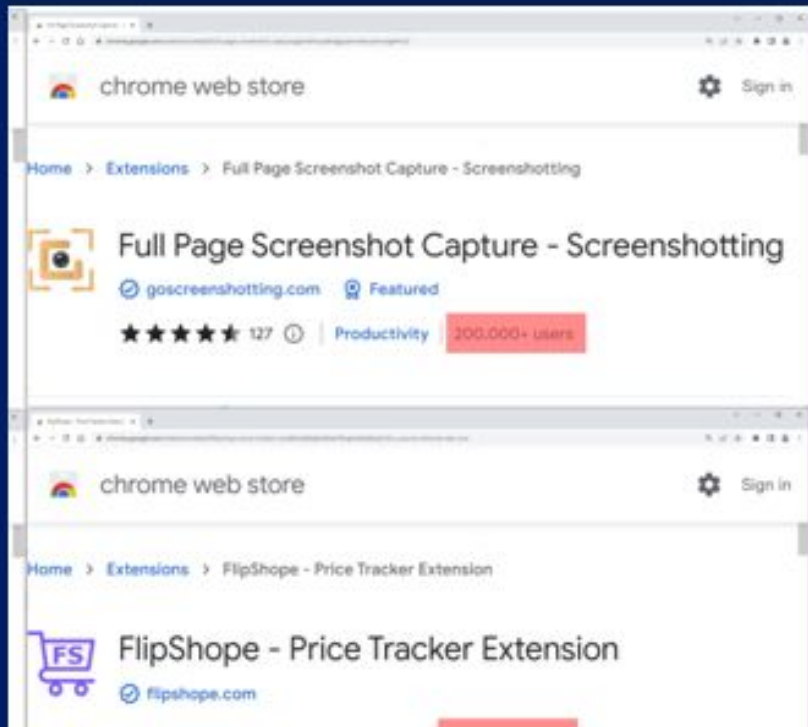 chrome web store
Sign in
Home > Extensions > Full Page Screenshot Capture - Screenshotting
Full Page Screenshot Capture - Screenshotting
goscreenshotting.com Featured
127 Productivity 200,000+ users
chrome web store
Sign in
Home > Extensions > FlipShope - Price Tracker Extension
FS
FlipShope - Price Tracker Extension
flipshope.com